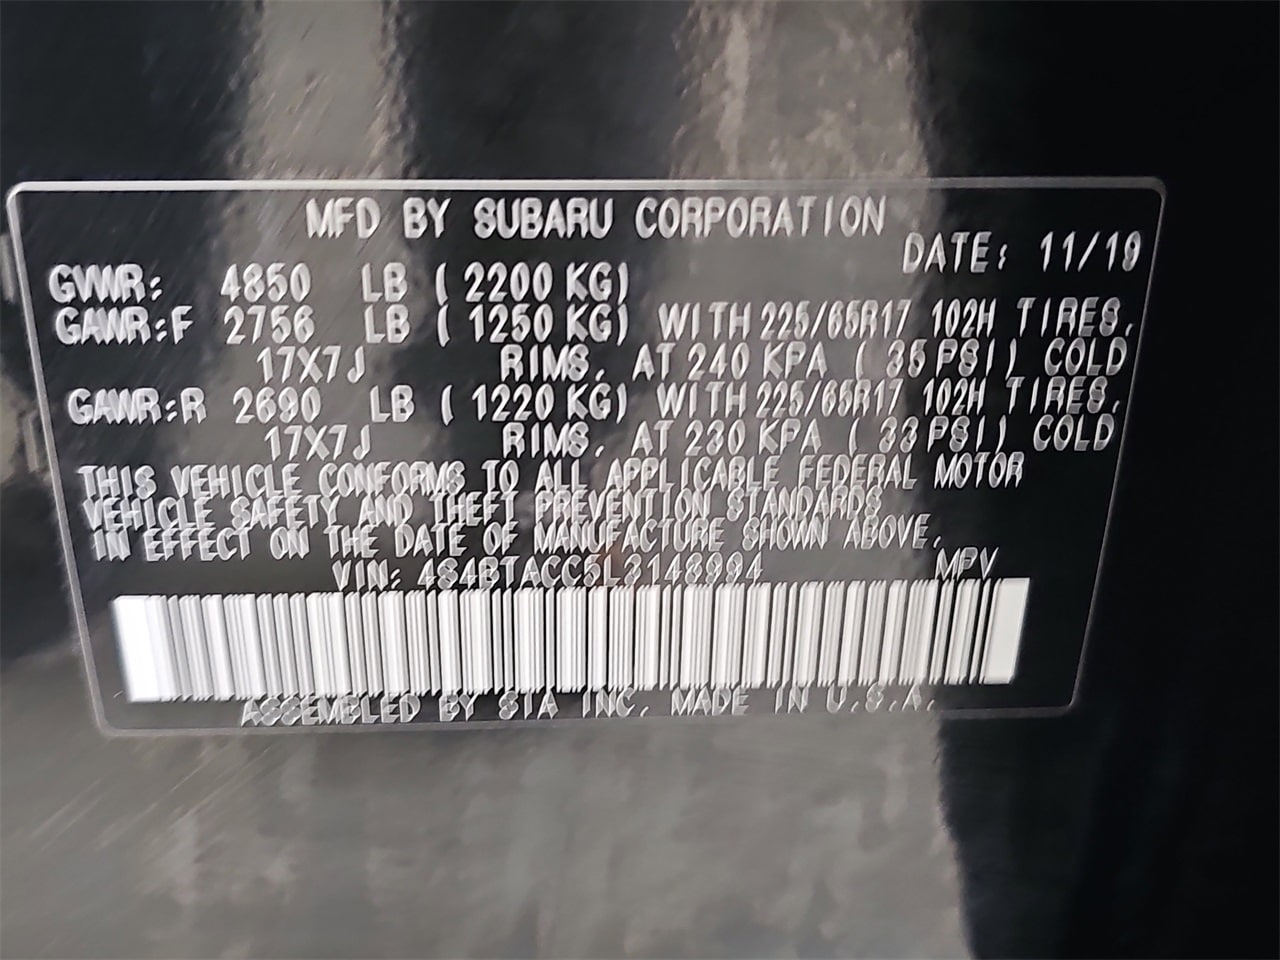 MFD BY SUBARU CORPORATION
DATE: 11/19
GVWR: 4850 LB ( 2200 KG)
GAWR:F 2756 LB ( 1250 KG) WITH 225/65R17 102H TIRES,
17X7J RIMS, AT 240 KPA ( 35 PSI) COLD
GAWR:R 2690 LB ( 1220 KG) WITH 225/65R17 102H TIRES,
17X7J RIMS, AT 230 KPA ( 33 PSI) COLD
THIS VEHICLE CONFORMS TO ALL APPLICABLE FEDERAL MOTOR
VEHICLE SAFETY AND THEFT PREVENTION STANDARDS
IN EFFECT ON THE DATE OF MANUFACTURE SHOWN ABOVE.
VIN: 4S4BTACC5L3148994 MPV
ASSEMBLED BY SIA INC. MADE IN U.S.A.